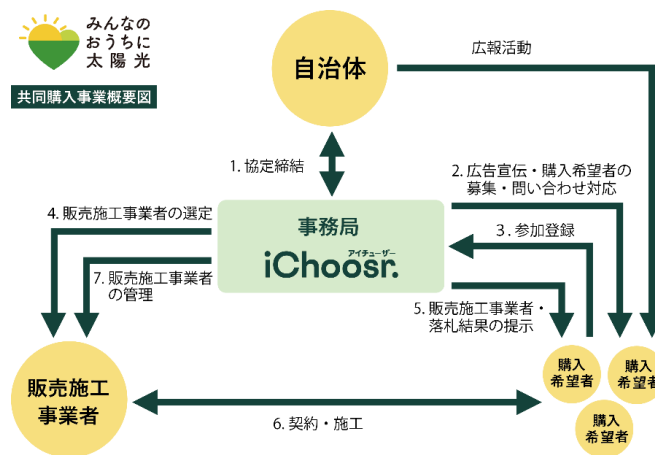 みんなの
おうちに
太陽光
共同購入事業概要図
自治体
広報活動
1. 協定締結
2. 広告宣伝・購入希望者の
募集・問い合わせ対応
4. 販売施工事業者の選定
事務局
アイチューザー
iChoosr.
3. 参加登録
7. 販売施工事業者
の管理
5. 販売施工事業者・
落札結果の提示
販売施工
事業者
6. 契約・施工
購入
希望者
購入
希望者
購入
希望者